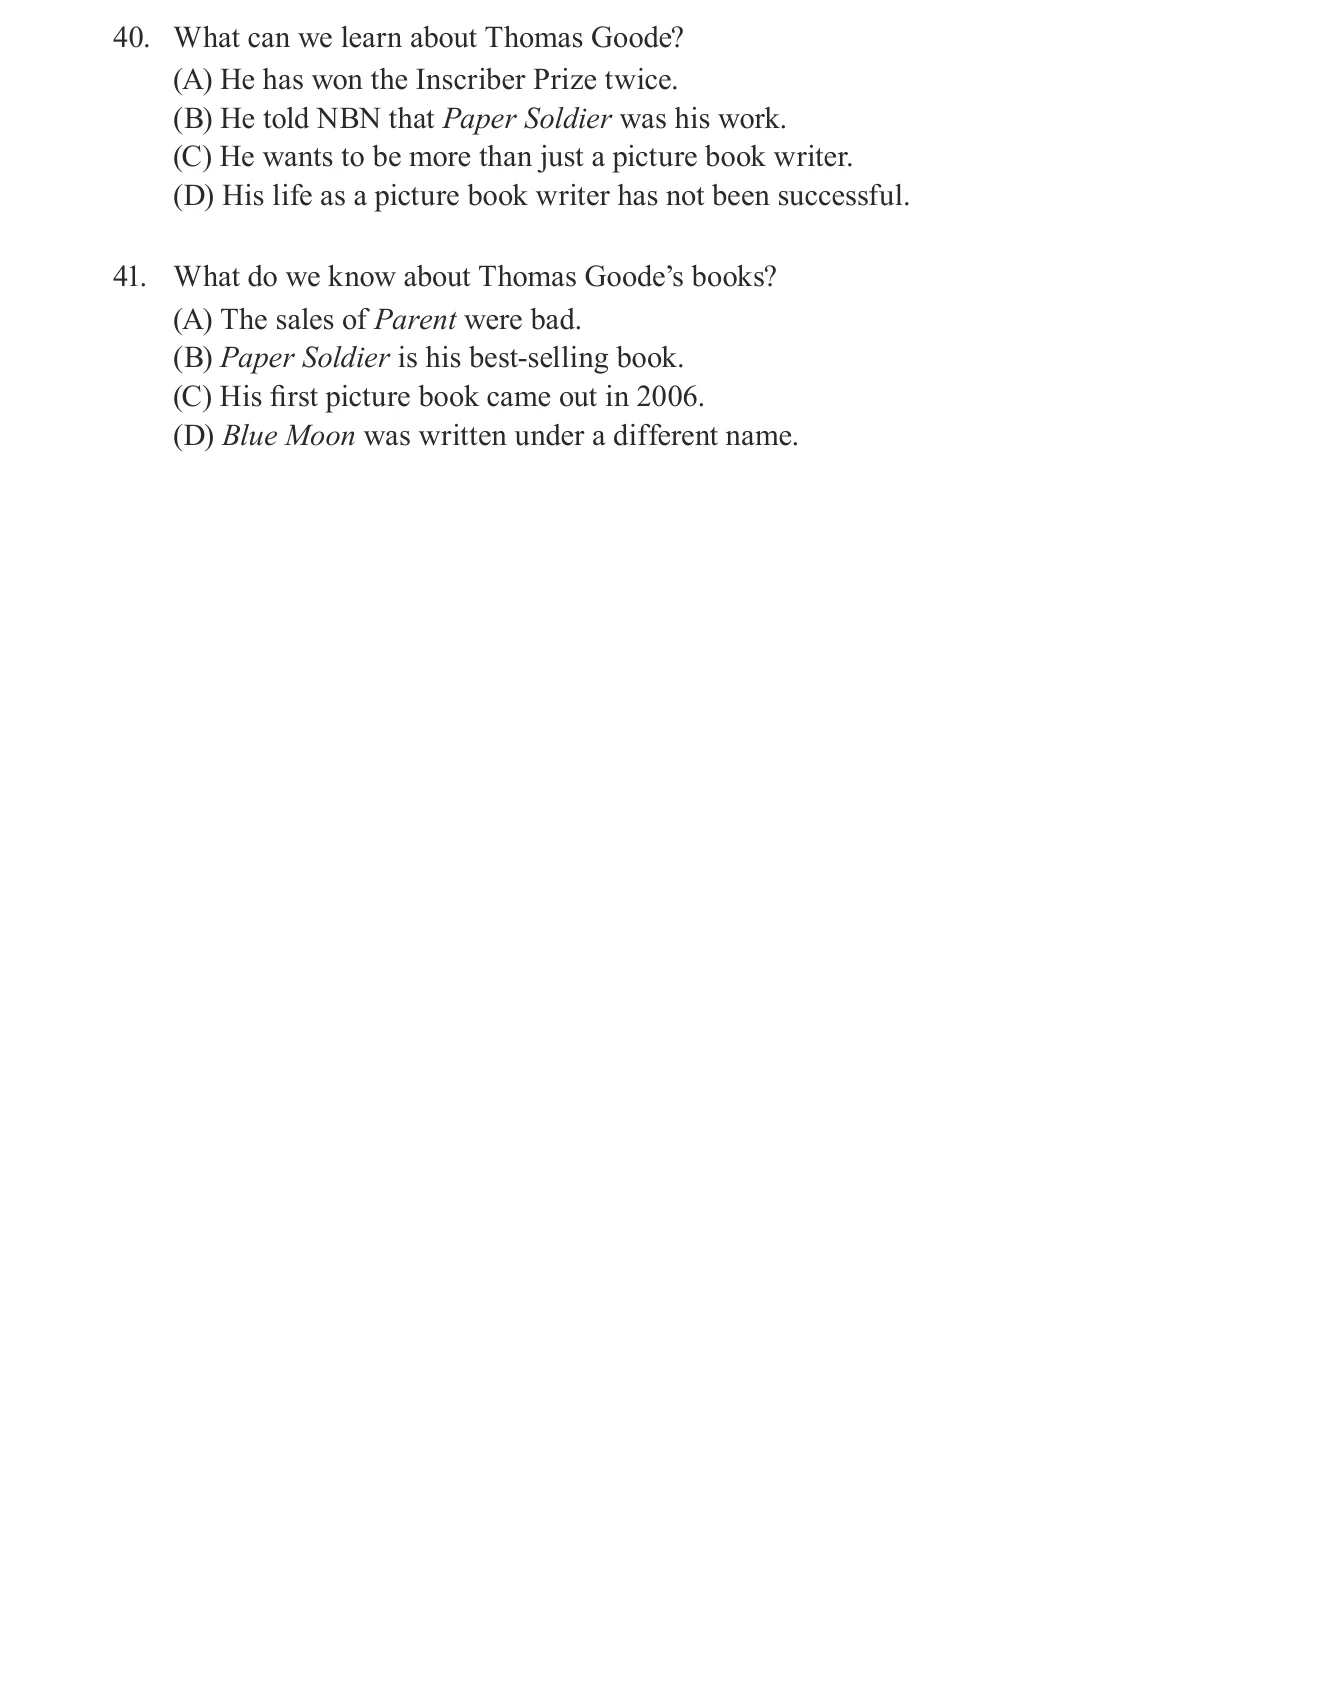 40. What can we learn about Thomas Goode?
(A) He has won the Inscriber Prize twice.
(B) He told NBN that Paper Soldier was his work.
(C) He wants to be more than just a picture book writer.
(D) His life as a picture book writer has not been successful.
41. What do we know about Thomas Goode’s books?
(A) The sales of Parent were bad.
(B) Paper Soldier is his best-selling book.
(C) His first picture book came out in 2006.
(D) Blue Moon was written under a different name.